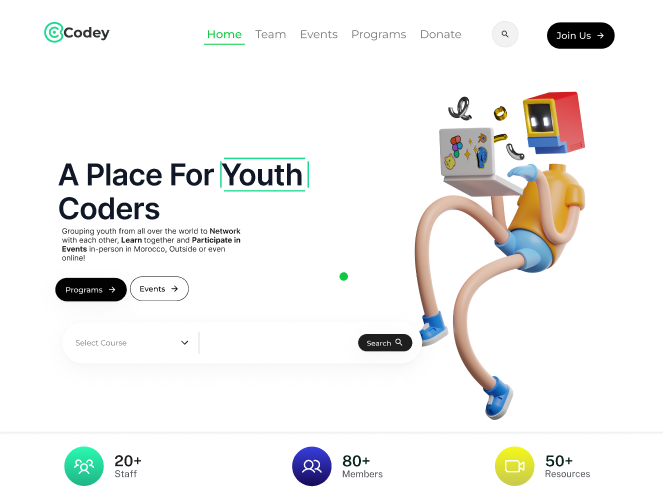 Codey
Home Team Events Programs Donate
Join Us
A Place For Youth
Coders
Grouping youth from all over the world to Network
with each other, Learn together and Participate in
Events in-person in Morocco, Outside or even
online!
Programs
Events
Select Course
Search
20+
Staff
80+
Members
50+
Resources